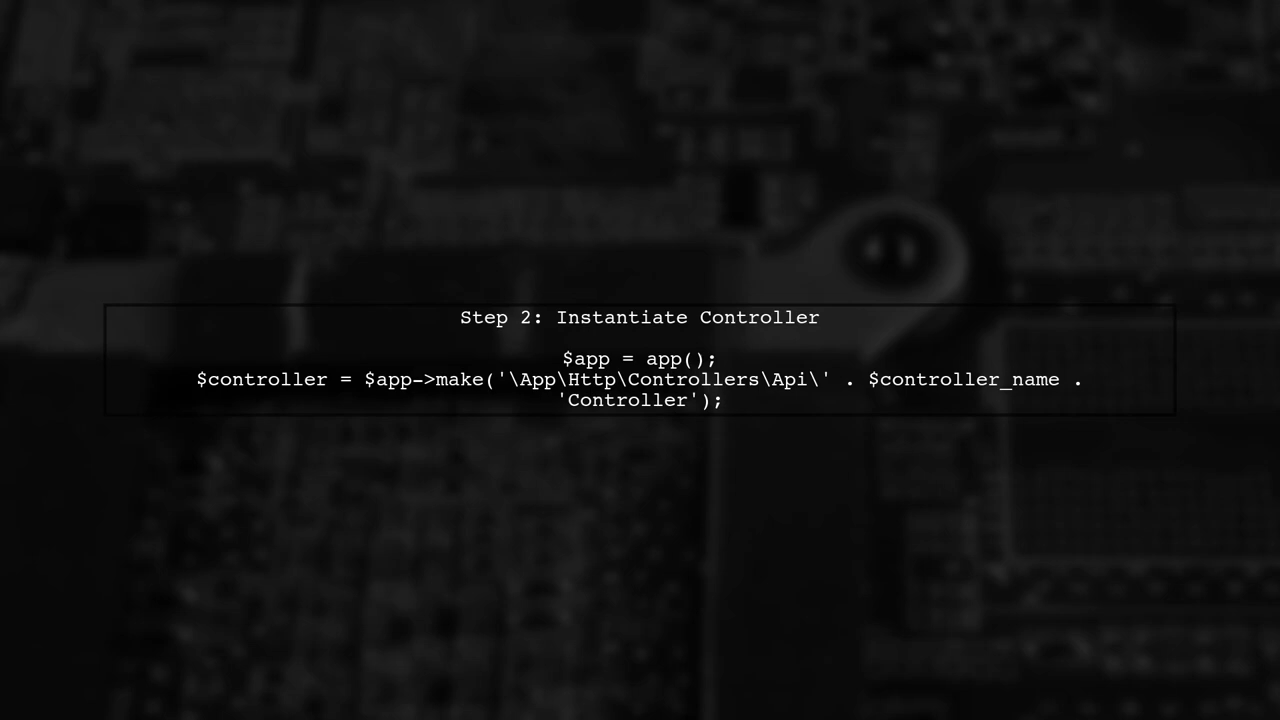 Step 2: Instantiate Controller
$app = app();
$controller = $app->make('\App\Http\Controllers\Api\' . $controller_name .
'Controller');